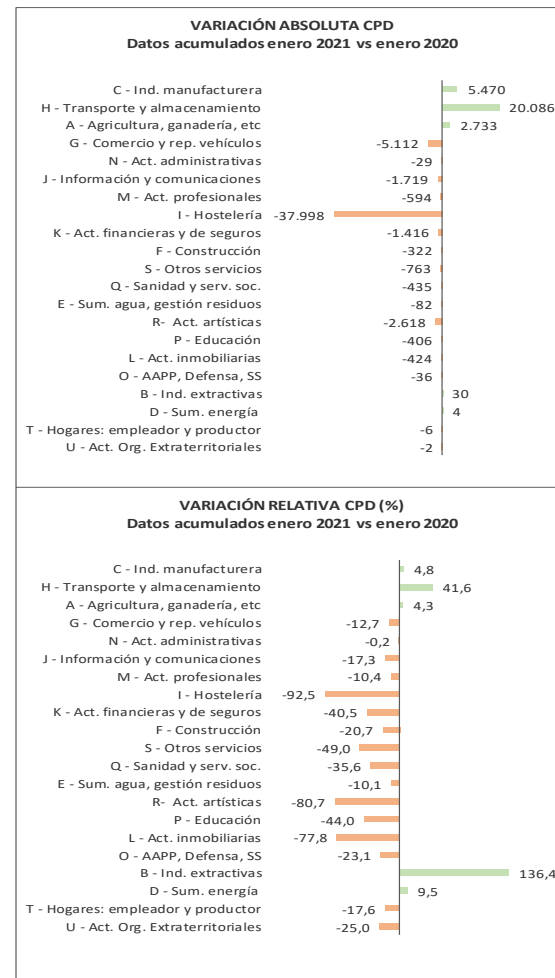 VARIACIÓN ABSOLUTA CPD
Datos acumulados enero 2021 vs enero 2020
C - Ind. manufacturera 5.470
H - Transporte y almacenamiento 20.086
A - Agricultura, ganadería, etc 2.733
G - Comercio y rep. vehículos -5.112
N - Act. administrativas -29
J - Información y comunicaciones -1.719
M - Act. profesionales -594
I - Hostelería -37.998
K - Act. financieras y de seguros -1.416
F - Construcción -322
S - Otros servicios -763
Q - Sanidad y serv. soc. -435
E - Sum. agua, gestión residuos -82
R- Act. artísticas -2.618
P - Educación -406
L - Act. inmobiliarias -424
O - AAPP, Defensa, SS -36
B - Ind. extractivas 30
D - Sum. energía 4
T - Hogares: empleador y productor -6
U - Act. Org. Extraterritoriales -2
VARIACIÓN RELATIVA CPD (%)
Datos acumulados enero 2021 vs enero 2020
C - Ind. manufacturera 4,8
H - Transporte y almacenamiento 41,6
A - Agricultura, ganadería, etc 4,3
G - Comercio y rep. vehículos -12,7
N - Act. administrativas -0,2
J - Información y comunicaciones -17,3
M - Act. profesionales -10,4
I - Hostelería -92,5
K - Act. financieras y de seguros -40,5
F - Construcción -20,7
S - Otros servicios -49,0
Q - Sanidad y serv. soc. -35,6
E - Sum. agua, gestión residuos -10,1
R- Act. artísticas -80,7
P - Educación -44,0
L - Act. inmobiliarias -77,8
O - AAPP, Defensa, SS -23,1
B - Ind. extractivas 136,4
D - Sum. energía 9,5
T - Hogares: empleador y productor -17,6
U - Act. Org. Extraterritoriales -25,0